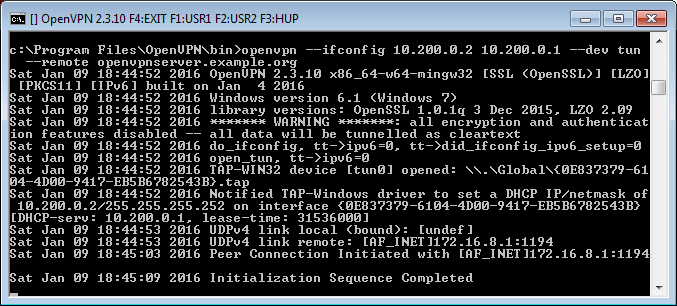 [] OpenVPN 2.3.10 F4:EXIT F1:USR1 F2:USR2 F3:HUP
c:\Program Files\OpenVPN\bin>openvpn --ifconfig 10.200.0.2 10.200.0.1 --dev tun
--remote openvpnserver.example.org
Sat Jan 09 18:44:52 2016 OpenVPN 2.3.10 x86_64-w64-mingw32 [SSL (OpenSSL)] [LZO]
[PKCS11] [IPv6] built on Jan  4 2016
Sat Jan 09 18:44:52 2016 Windows version 6.1 (Windows 7)
Sat Jan 09 18:44:52 2016 library versions: OpenSSL 1.0.1q 3 Dec 2015, LZO 2.09
Sat Jan 09 18:44:52 2016 ******* WARNING *******: all encryption and authenticat
ion features disabled -- all data will be tunnelled as cleartext
Sat Jan 09 18:44:52 2016 do_ifconfig, tt->ipv6=0, tt->did_ifconfig_ipv6_setup=0
Sat Jan 09 18:44:52 2016 open_tun, tt->ipv6=0
Sat Jan 09 18:44:52 2016 TAP-WIN32 device [tun0] opened: \\.\Global\{0E837379-61
04-4D00-9417-EB5B6782543B}.tap
Sat Jan 09 18:44:52 2016 Notified TAP-Windows driver to set a DHCP IP/netmask of
10.200.0.2/255.255.255.252 on interface {0E837379-6104-4D00-9417-EB5B6782543B}
[DHCP-serv: 10.200.0.1, lease-time: 31536000]
Sat Jan 09 18:44:53 2016 UDPv4 link local (bound): [undef]
Sat Jan 09 18:44:53 2016 UDPv4 link remote: [AF_INET]172.16.8.1:1194
Sat Jan 09 18:45:03 2016 Peer Connection Initiated with [AF_INET]172.16.8.1:1194
Sat Jan 09 18:45:09 2016 Initialization Sequence Completed